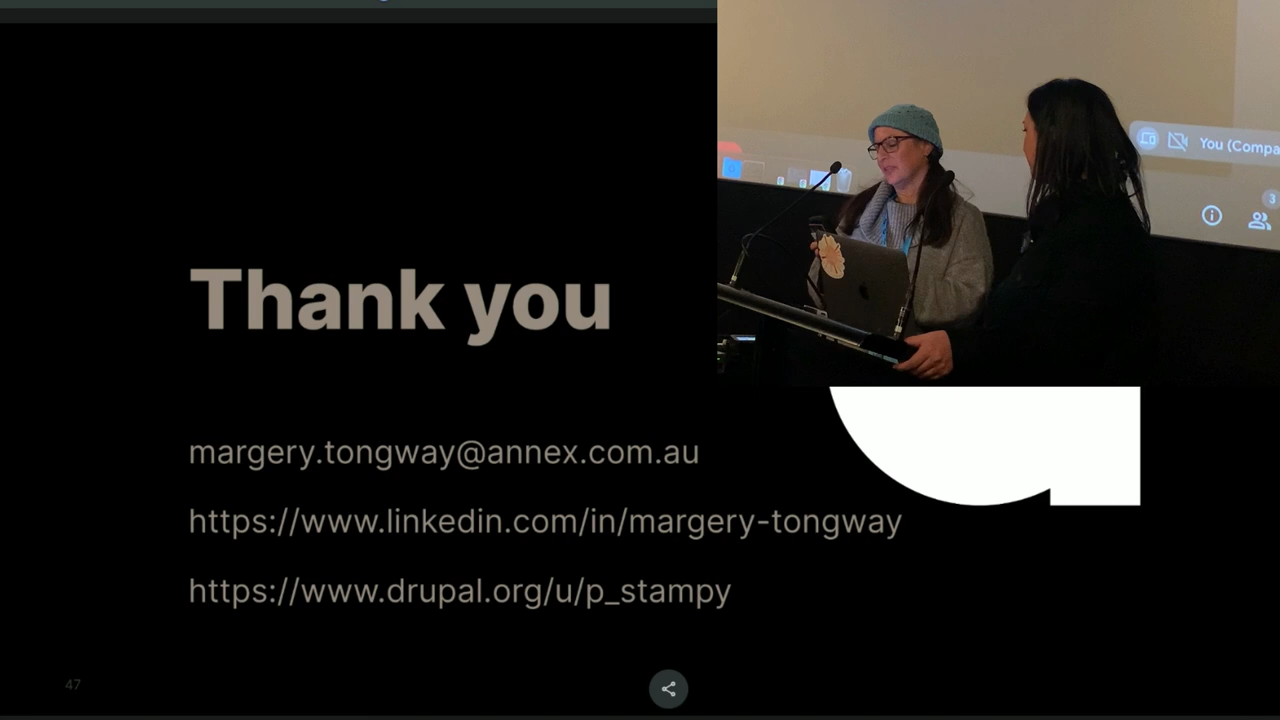 Thank you
margery.tongway@annex.com.au
https://www.linkedin.com/in/margery-tongway
https://www.drupal.org/u/p_stampy
47
You (Compa
3